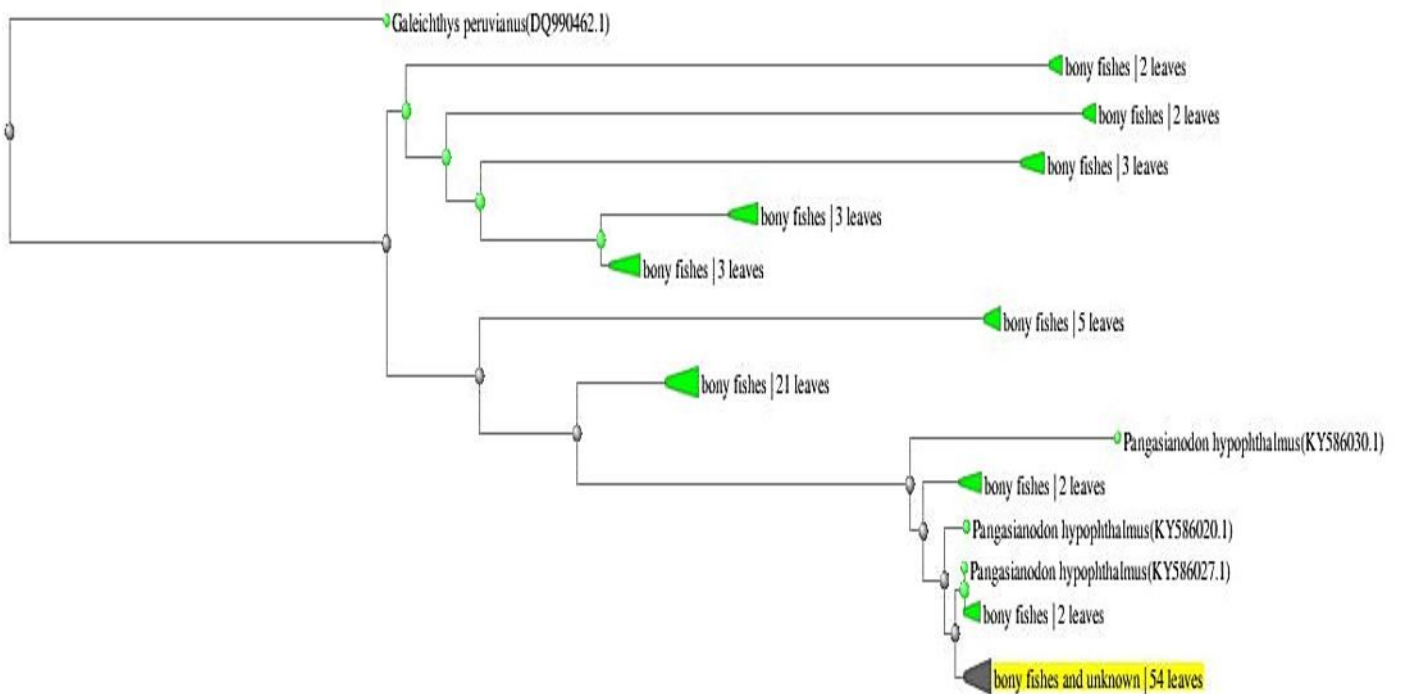 Galeichthys peruvianus(DQ990462.1)
bony fishes | 2 leaves
bony fishes | 2 leaves
bony fishes | 3 leaves
bony fishes | 3 leaves
bony fishes | 3 leaves
bony fishes | 5 leaves
bony fishes | 21 leaves
Pangasianodon hypophthalmus(KY586030.1)
bony fishes | 2 leaves
Pangasianodon hypophthalmus(KY586020.1)
Pangasianodon hypophthalmus(KY586027.1)
bony fishes | 2 leaves
bony fishes and unknown | 54 leaves